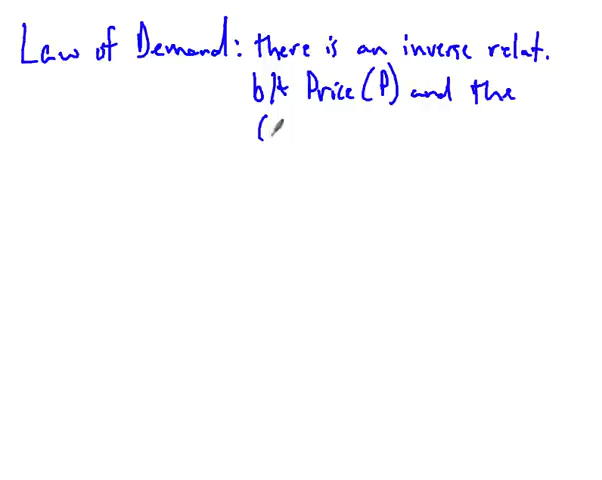 Law of Demand: there is an inverse relat.
b/t Price (P) and the
(